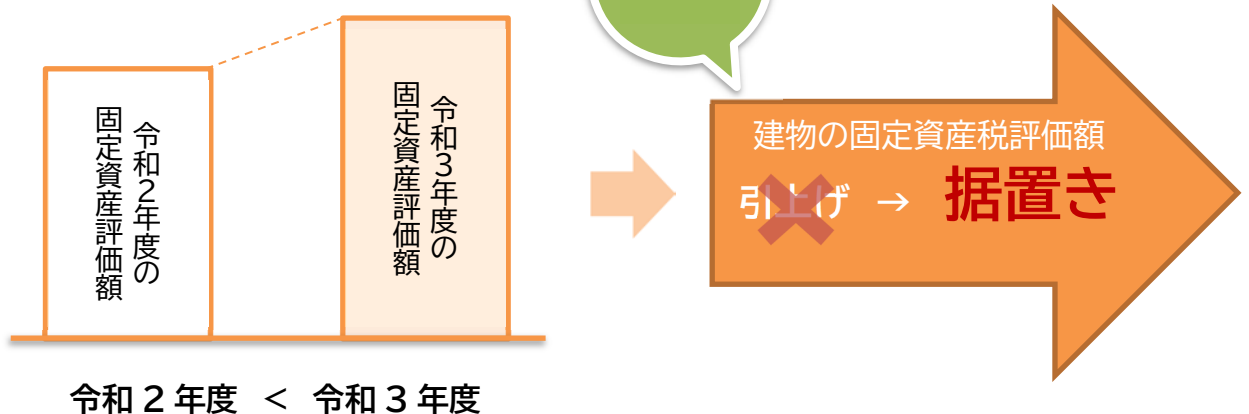 令和2年度の
固定資産評価額
令和3年度の
固定資産評価額
建物の固定資産税評価額
引上げ → 据置き
令和 2 年度 < 令和 3 年度